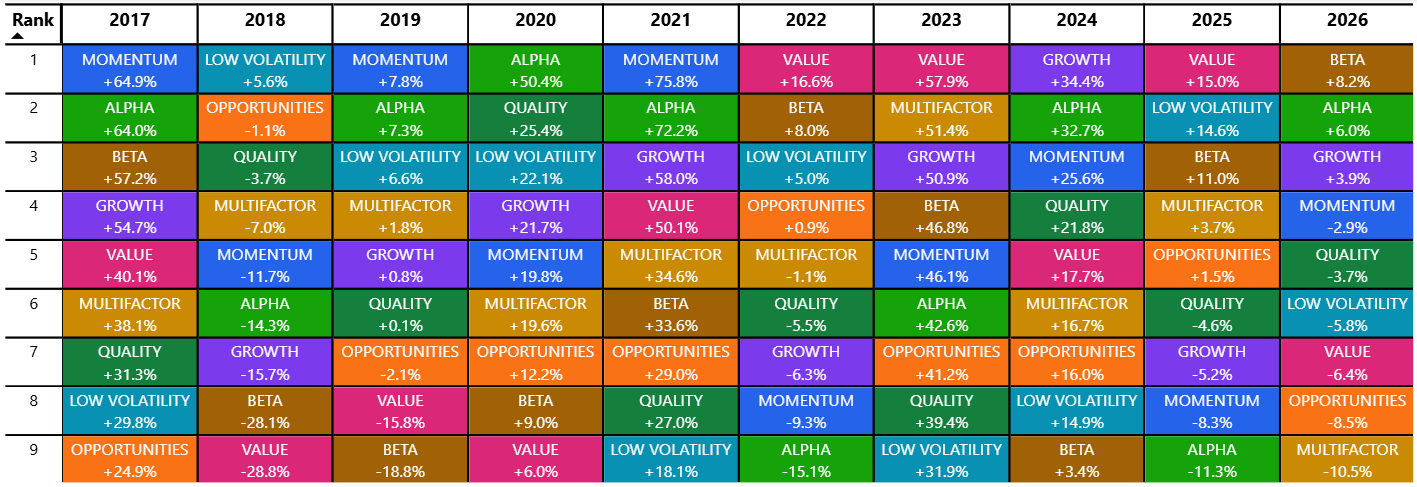 Rank 2017 2018 2019 2020 2021 2022 2023 2024 2025 2026
1 MOMENTUM LOW VOLATILITY MOMENTUM ALPHA MOMENTUM VALUE VALUE GROWTH VALUE BETA
+64.9% +5.6% +7.8% +50.4% +75.8% +16.6% +57.9% +34.4% +15.0% +8.2%
2 ALPHA OPPORTUNITIES ALPHA QUALITY ALPHA BETA MULTIFACTOR ALPHA LOW VOLATILITY ALPHA
+64.0% -1.1% +7.3% +25.4% +72.2% +8.0% +51.4% +32.7% +14.6% +6.0%
3 BETA QUALITY LOW VOLATILITY LOW VOLATILITY GROWTH LOW VOLATILITY GROWTH MOMENTUM BETA GROWTH
+57.2% -3.7% +6.6% +22.1% +58.0% +5.0% +50.9% +25.6% +11.0% +3.9%
4 GROWTH MULTIFACTOR MULTIFACTOR GROWTH VALUE OPPORTUNITIES BETA QUALITY MULTIFACTOR MOMENTUM
+54.7% -7.0% +1.8% +21.7% +50.1% +0.9% +46.8% +21.8% +3.7% -2.9%
5 VALUE MOMENTUM GROWTH MOMENTUM MULTIFACTOR MULTIFACTOR MOMENTUM VALUE OPPORTUNITIES QUALITY
+40.1% -11.7% +0.8% +19.8% +34.6% -1.1% +46.1% +17.7% +1.5% -3.7%
6 MULTIFACTOR ALPHA QUALITY MULTIFACTOR BETA QUALITY ALPHA MULTIFACTOR QUALITY LOW VOLATILITY
+38.1% -14.3% +0.1% +19.6% +33.6% -5.5% +42.6% +16.7% -4.6% -5.8%
7 QUALITY GROWTH OPPORTUNITIES OPPORTUNITIES OPPORTUNITIES GROWTH OPPORTUNITIES OPPORTUNITIES GROWTH VALUE
+31.3% -15.7% -2.1% +12.2% +29.0% -6.3% +41.2% +16.0% -5.2% -6.4%
8 LOW VOLATILITY BETA VALUE BETA QUALITY MOMENTUM QUALITY LOW VOLATILITY MOMENTUM OPPORTUNITIES
+29.8% -28.1% -15.8% +9.0% +27.0% -9.3% +39.4% +14.9% -8.3% -8.5%
9 OPPORTUNITIES VALUE BETA VALUE LOW VOLATILITY ALPHA LOW VOLATILITY BETA ALPHA MULTIFACTOR
+24.9% -28.8% -18.8% +6.0% +18.1% -15.1% +31.9% +3.4% -11.3% -10.5%